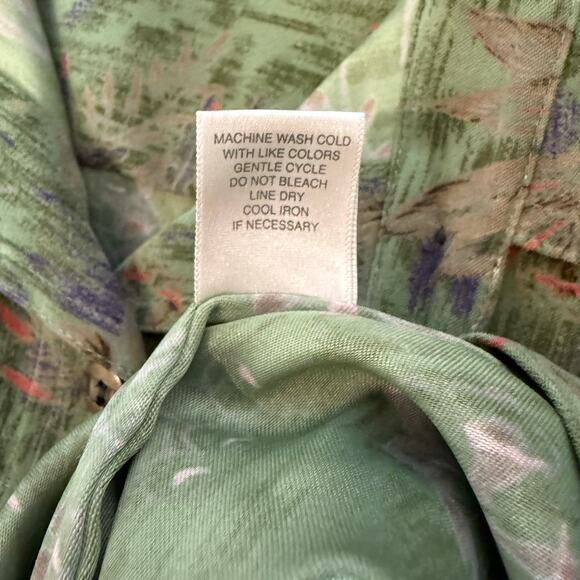 MACHINE WASH COLD
WITH LIKE COLORS
GENTLE CYCLE
DO NOT BLEACH
LINE DRY
COOL IRON
IF NECESSARY